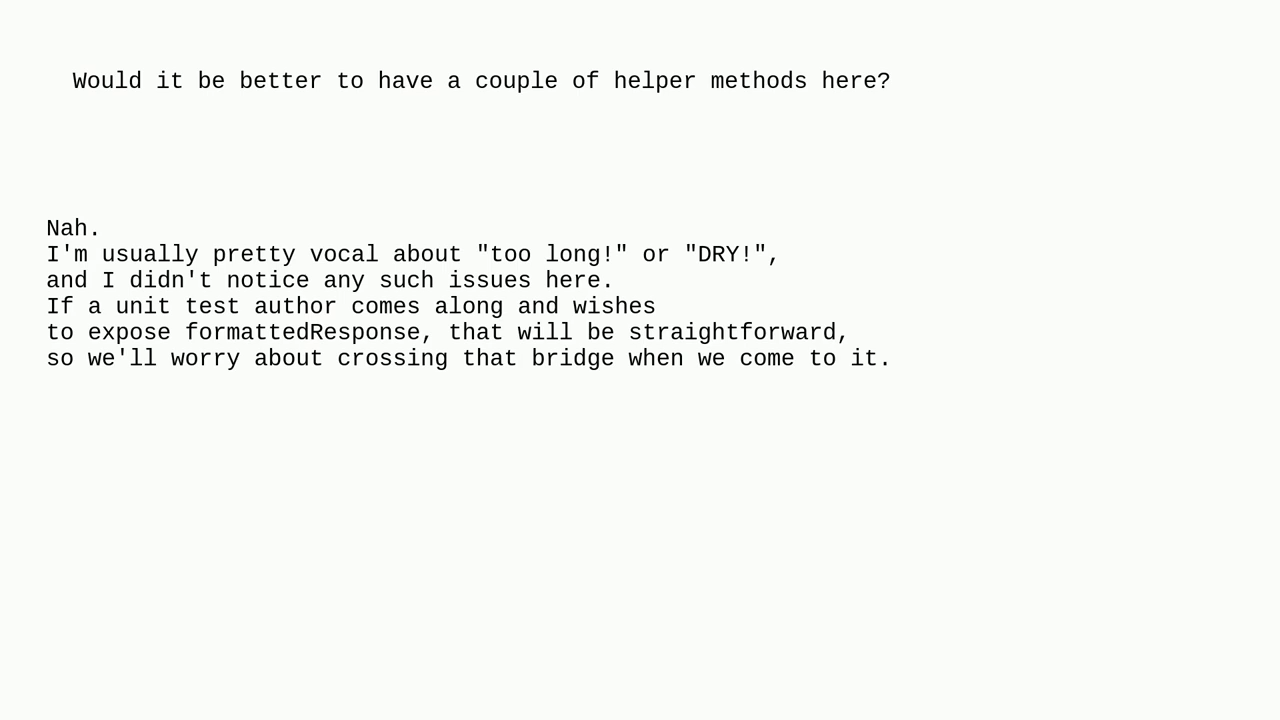 Would it be better to have a couple of helper methods here?
Nah.
I'm usually pretty vocal about "too long!" or "DRY!",
and I didn't notice any such issues here.
If a unit test author comes along and wishes
to expose formattedResponse, that will be straightforward,
so we'll worry about crossing that bridge when we come to it.